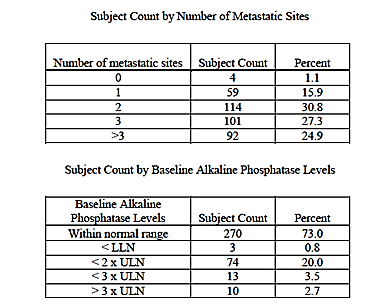 Subject Count by Number of Metastatic Sites
Number of metastatic sites Subject Count Percent
0 4 1.1
1 59 15.9
2 114 30.8
3 101 27.3
>3 92 24.9
Subject Count by Baseline Alkaline Phosphatase Levels
Baseline Alkaline
Phosphatase Levels Subject Count Percent
Within normal range 270 73.0
< LLN 3 0.8
< 2 x ULN 74 20.0
< 3 x ULN 13 3.5
> 3 x ULN 10 2.7